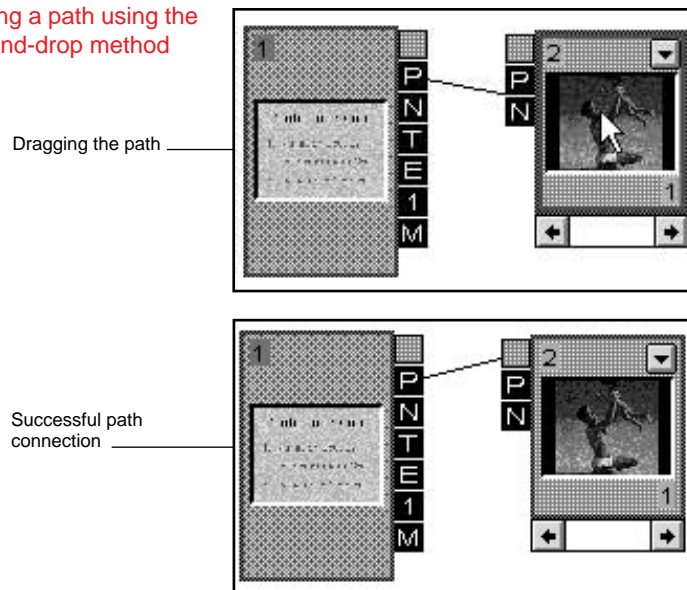 ng a path using the
nd-drop method
1
P
N
T
E
1
M
2
P
N
1
Dragging the path
1
P
N
T
E
1
M
2
P
N
1
Successful path
connection